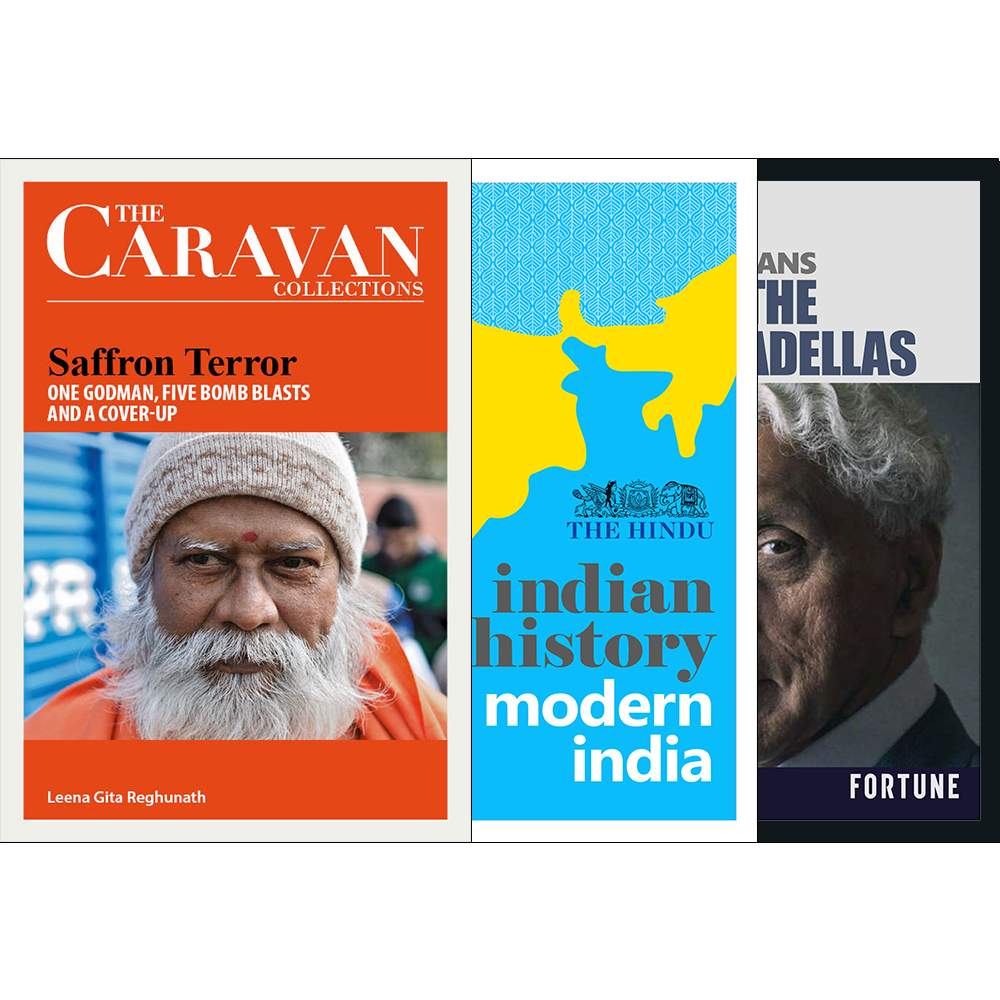 THE
CARAVAN
COLLECTIONS
Saffron Terror
ONE GODMAN, FIVE BOMB BLASTS
AND A COVER-UP
Leena Gita Reghunath
THE HINDU
indian
history
modern
india
ANS
THE
ADELLAS
FORTUNE